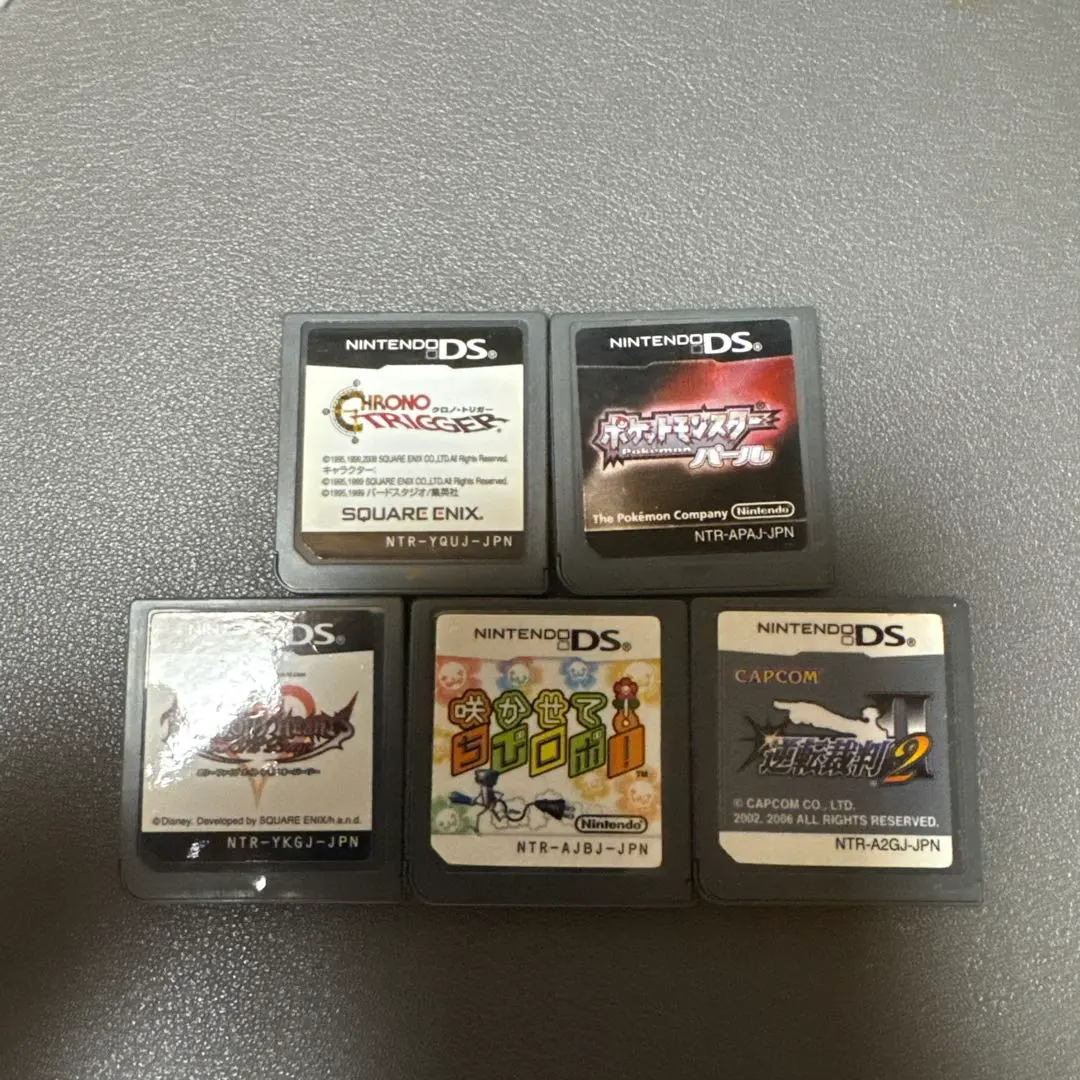 NINTENDO DS®
CHRONO
クロノ・トリガー
TRIGGER®
©1995,1999,2008 SQUARE ENIX CO.,LTD.All Rights Reserved.
キャラクター:
©1995,1999 SQUARE ENIX CO.,LTD.All Rights Reserved.
©1995,1999 バードスタジオ/集英社
SQUARE ENIX.
NTR-YQUJ-JPN
NINTENDO DS®
ポケットモンスター®
Pokémon
パール
The Pokémon Company Nintendo
NTR-APAJ-JPN
DS®
©Disney. Developed by SQUARE ENIX/h.a.n.d.
NTR-YKGJ-JPN
NINTENDO DS®
咲かせて
ちびロボ!™
Nintendo
NTR-AJBJ-JPN
NINTENDO DS®
CAPCOM®
逆転裁判2
© CAPCOM CO., LTD.
2002, 2006 ALL RIGHTS RESERVED.
NTR-A2GJ-JPN